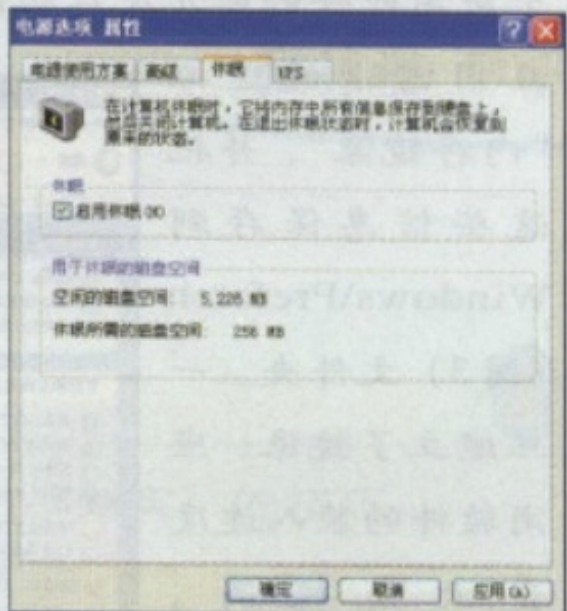 电源选项 属性
电源使用方案 高级 休眠 UPS
在计算机休眠时，它将内存中所有信息保存到硬盘上，
然后关闭计算机。在退出休眠状态时，计算机会恢复到
原来的状态。
休眠
启用休眠(H)
用于休眠的磁盘空间
空闲的磁盘空间: 5,226 MB
休眠所需的磁盘空间: 256 MB
确定 取消 应用(A)
Windows\Pref